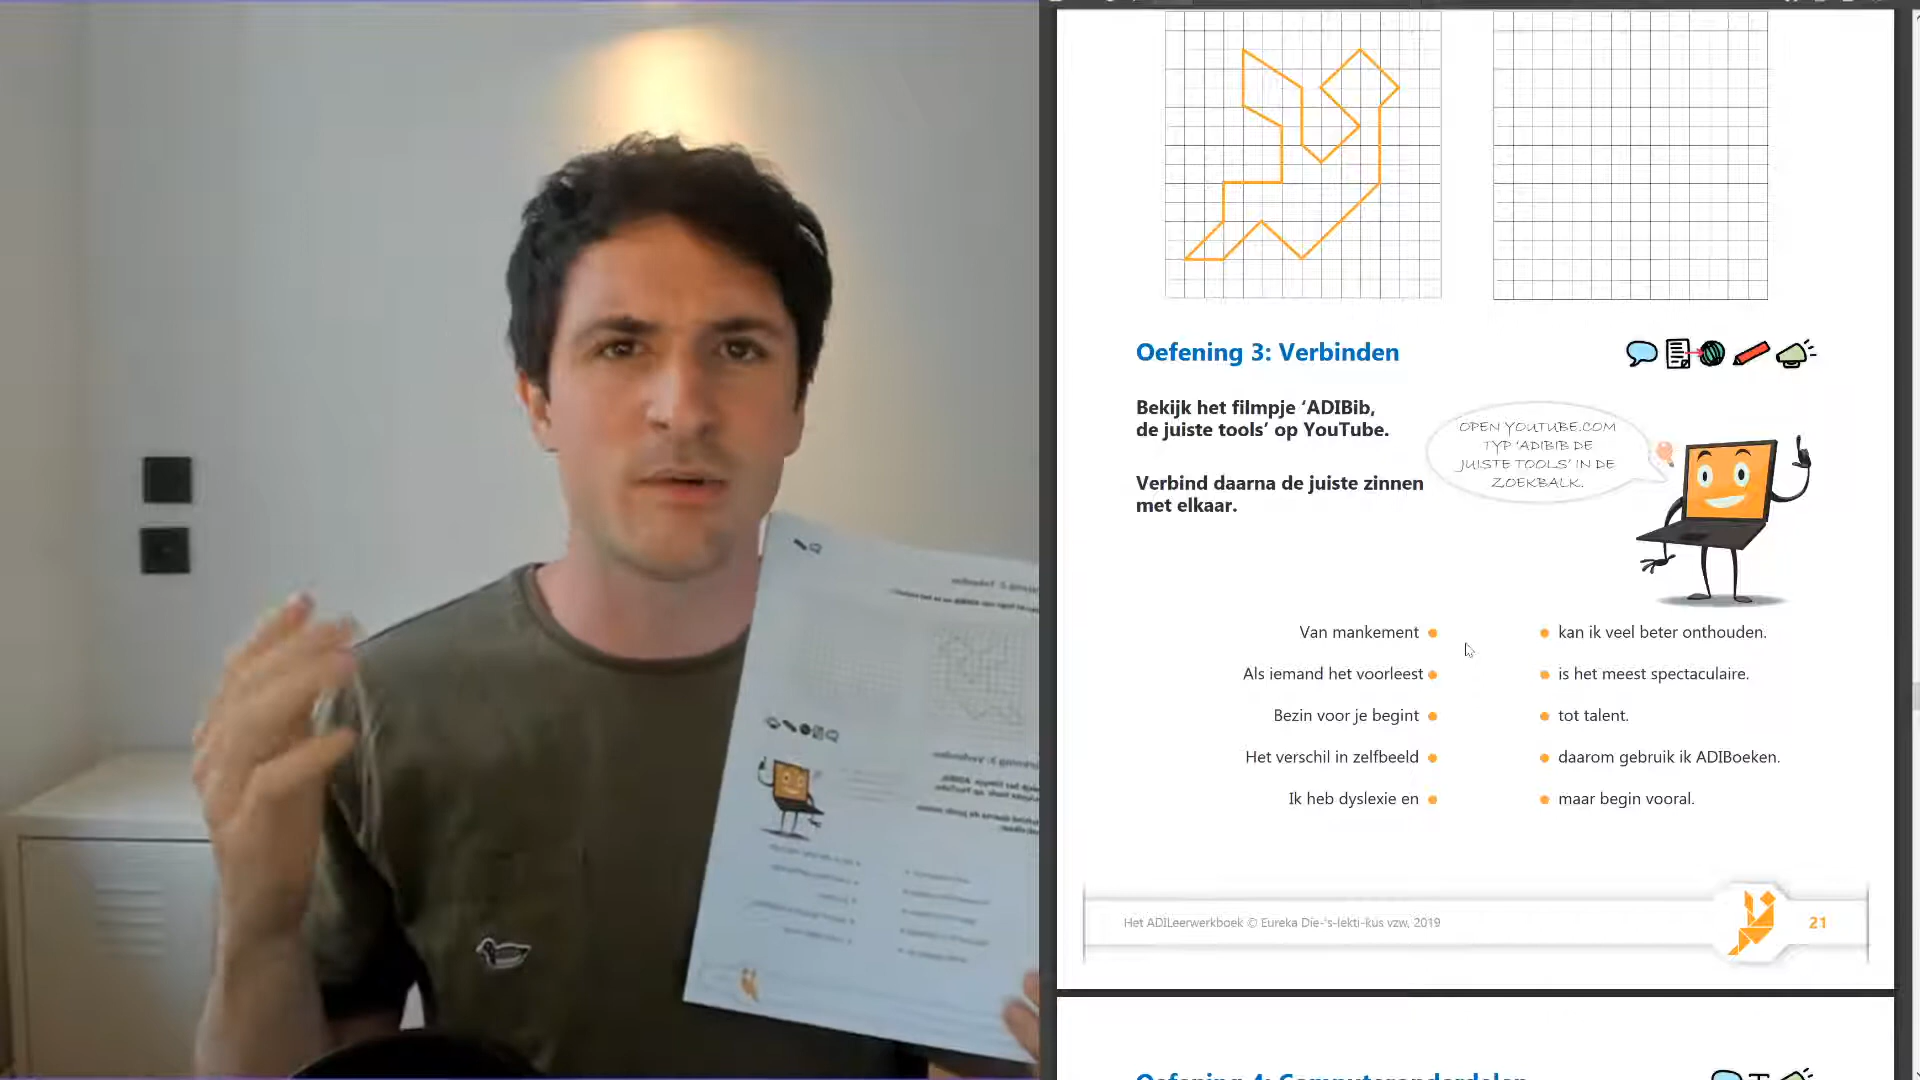 Oefening 3: Verbinden
Bekijk het filmpje ‘ADIBib,
de juiste tools’ op YouTube.
OPEN YOUTUBE.COM
TYP ‘ADIBIB DE
JUISTE TOOLS’ IN DE
ZOEKBALK.
Verbind daarna de juiste zinnen
met elkaar.
Van mankement
kan ik veel beter onthouden.
Als iemand het voorleest
is het meest spectaculaire.
Bezin voor je begint
tot talent.
Het verschil in zelfbeeld
daarom gebruik ik ADIBoeken.
Ik heb dyslexie en
maar begin vooral.
Het ADILeerwerkboek © Eureka Die-'s-lekti-kus vzw, 2019
21
Oefening 4: Computeronderdelen